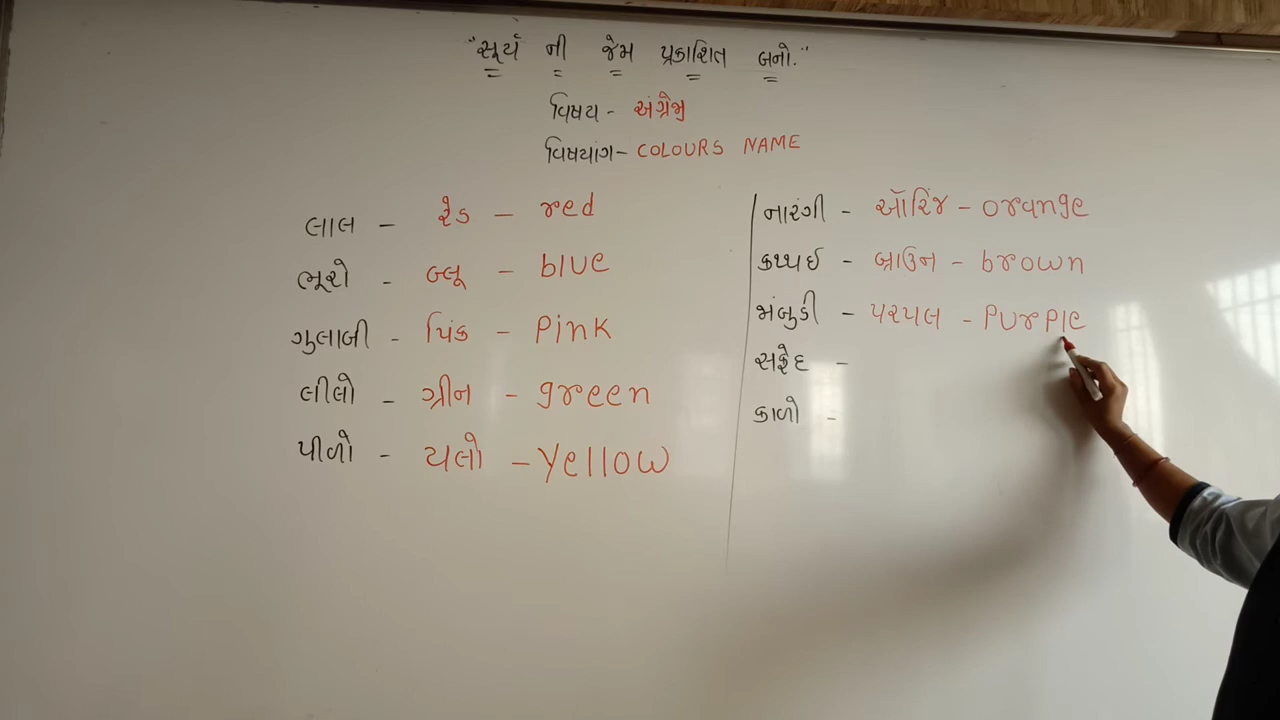 "સૂર્ય ની જેમ પ્રકાશિત બનો."
વિષય - અંગ્રેજી
વિષયાંગ - COLOURS NAME
લાલ - રેડ - red
ભૂરો - બ્લૂ - blue
ગુલાબી - પિંક - Pink
લીલો - ગ્રીન - green
પીળો - યલો - Yellow
નારંગી - ઑરેંજ - orange
કથ્થઈ - બ્રાઉન - brown
જાંબુડી - પરપલ - PurPle
સફેદ -
કાળો -